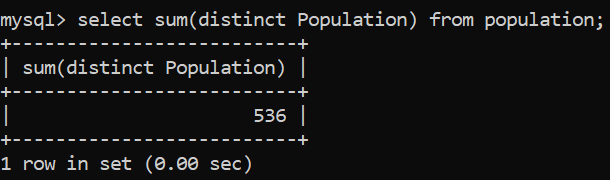 mysql> select sum(distinct Population) from population;
+--------------------------+
| sum(distinct Population) |
+--------------------------+
|                      536 |
+--------------------------+
1 row in set (0.00 sec)